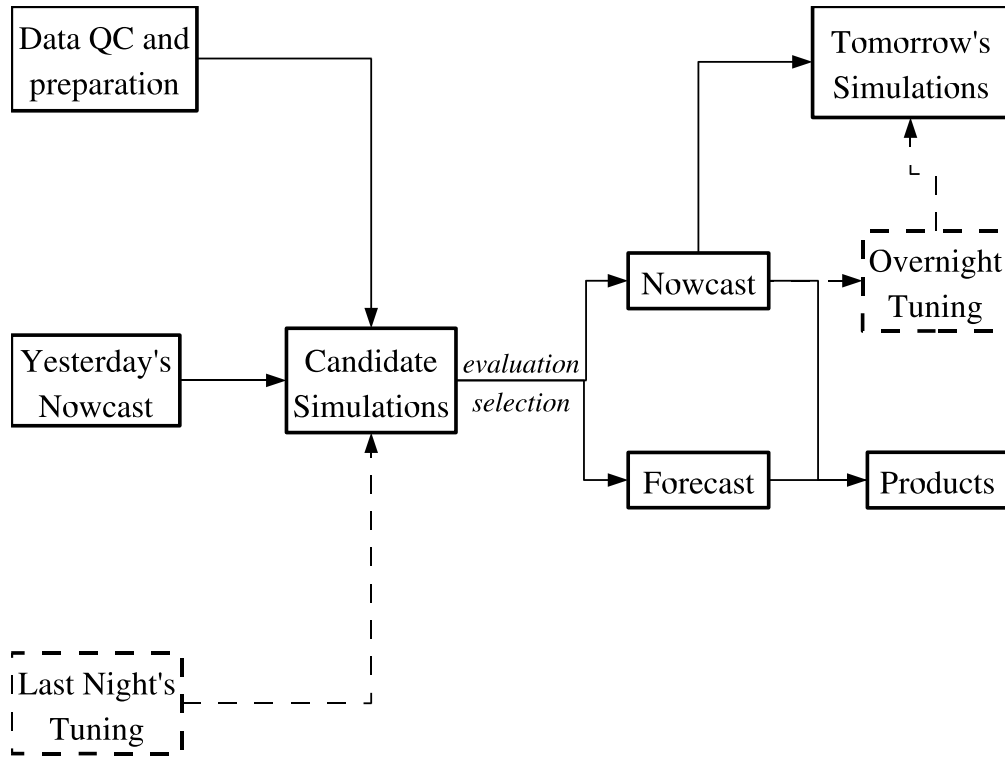 Data QC and
preparation
Tomorrow's
Simulations
Overnight
Tuning
Nowcast
Yesterday's
Nowcast
Candidate
Simulations
evaluation
selection
Forecast
Products
Last Night's
Tuning